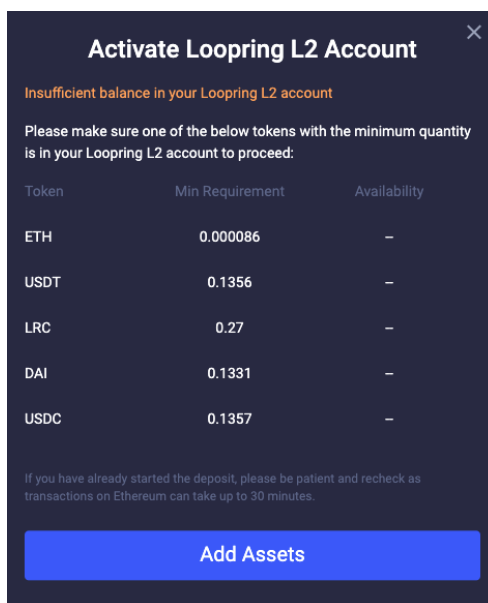 Activate Loopring L2 Account
Insufficient balance in your Loopring L2 account
Please make sure one of the below tokens with the minimum quantity
is in your Loopring L2 account to proceed:
Token Min Requirement Availability
ETH 0.000086 –
USDT 0.1356 –
LRC 0.27 –
DAI 0.1331 –
USDC 0.1357 –
If you have already started the deposit, please be patient and recheck as
transactions on Ethereum can take up to 30 minutes.
Add Assets